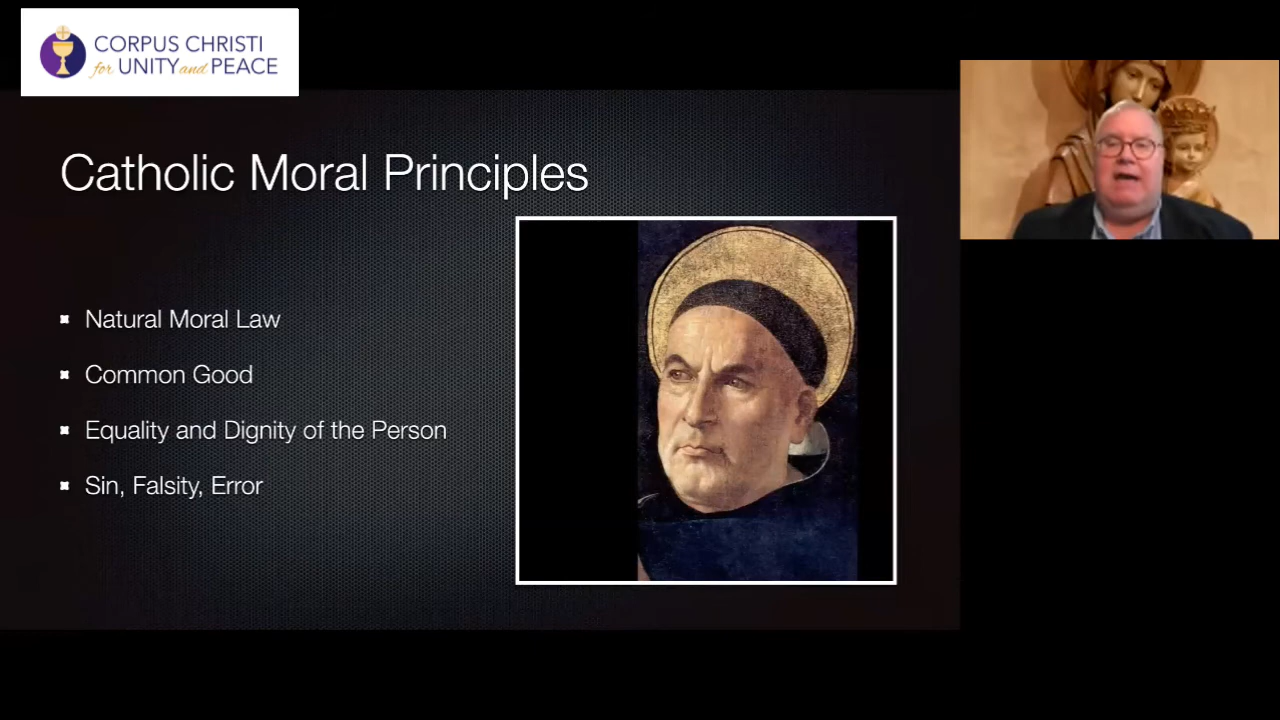 CORPUS CHRISTI
for UNITY and PEACE
Catholic Moral Principles
Natural Moral Law
Common Good
Equality and Dignity of the Person
Sin, Falsity, Error